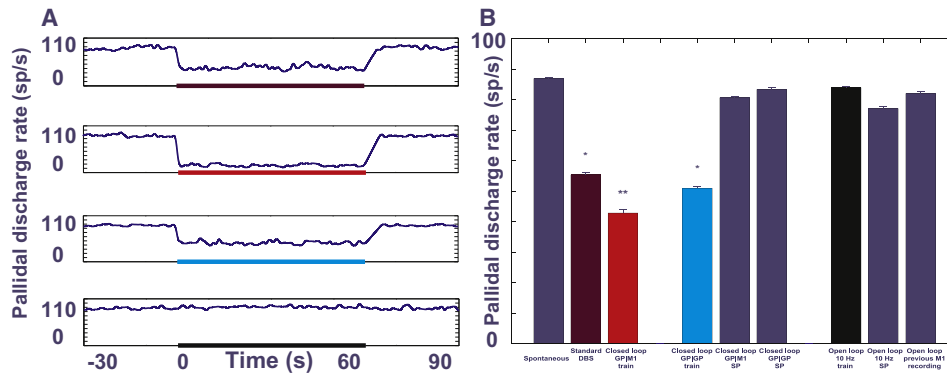 A
Pallidal discharge rate (sp/s)
110
0
110
0
110
0
110
0
-30
0
Time (s)
60
90
B
Pallidal discharge rate (sp/s)
100
0
*
**
*
Spontaneous
Standard
DBS
Closed loop
GP|M1
train
Closed loop
GP|GP
train
Closed loop
GP|M1
SP
Closed loop
GP|GP
SP
Open loop
10 Hz
train
Open loop
10 Hz
SP
Open loop
previous M1
recording